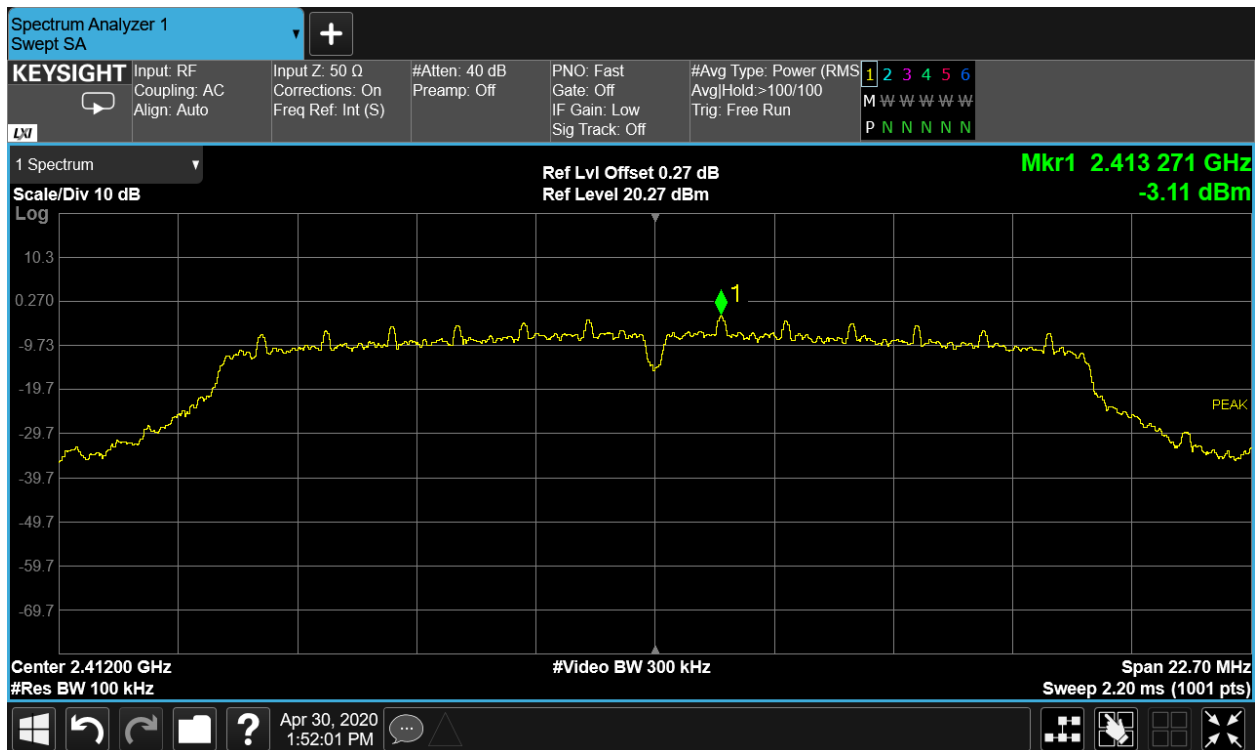 Spectrum Analyzer 1
Swept SA
+
KEYSIGHT
LXI
Input: RF
Coupling: AC
Align: Auto
Input Z: 50 Ω
Corrections: On
Freq Ref: Int (S)
#Atten: 40 dB
Preamp: Off
PNO: Fast
Gate: Off
IF Gain: Low
Sig Track: Off
#Avg Type: Power (RMS
Avg|Hold:>100/100
Trig: Free Run
1 2 3 4 5 6
M W W W W W
P N N N N N
1 Spectrum
Scale/Div 10 dB
Log
Ref Lvl Offset 0.27 dB
Ref Level 20.27 dBm
Mkr1 2.413 271 GHz
-3.11 dBm
10.3
0.270
-9.73
-19.7
-29.7
-39.7
-49.7
-59.7
-69.7
1
PEAK
Center 2.41200 GHz
#Res BW 100 kHz
#Video BW 300 kHz
Span 22.70 MHz
Sweep 2.20 ms (1001 pts)
?
Apr 30, 2020
1:52:01 PM